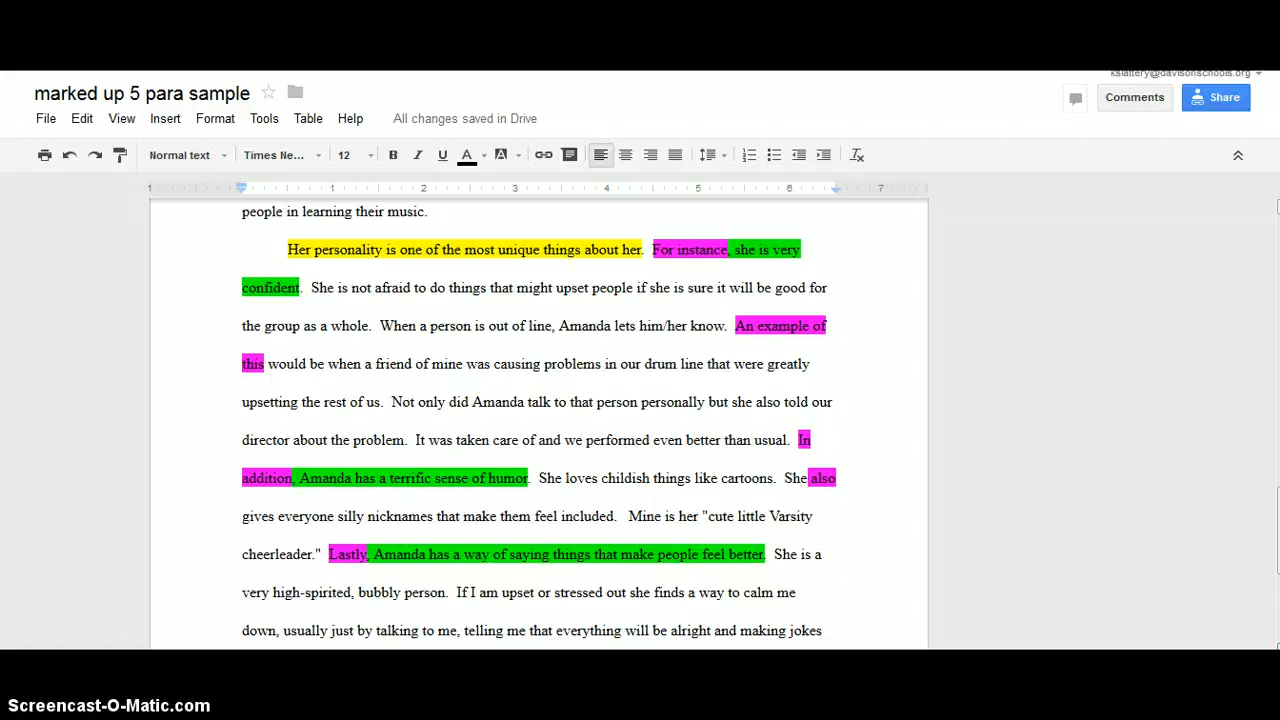 kslattery@davisonschools.org
marked up 5 para sample
Comments
Share
File Edit View Insert Format Tools Table Help All changes saved in Drive
Normal text Times Ne... 12 B I U A A
1 1 2 3 4 5 6 7
people in learning their music.
Her personality is one of the most unique things about her. For instance, she is very
confident. She is not afraid to do things that might upset people if she is sure it will be good for
the group as a whole. When a person is out of line, Amanda lets him/her know. An example of
this would be when a friend of mine was causing problems in our drum line that were greatly
upsetting the rest of us. Not only did Amanda talk to that person personally but she also told our
director about the problem. It was taken care of and we performed even better than usual. In
addition, Amanda has a terrific sense of humor. She loves childish things like cartoons. She also
gives everyone silly nicknames that make them feel included. Mine is her "cute little Varsity
cheerleader." Lastly, Amanda has a way of saying things that make people feel better. She is a
very high-spirited, bubbly person. If I am upset or stressed out she finds a way to calm me
down, usually just by talking to me, telling me that everything will be alright and making jokes
Screencast-O-Matic.com